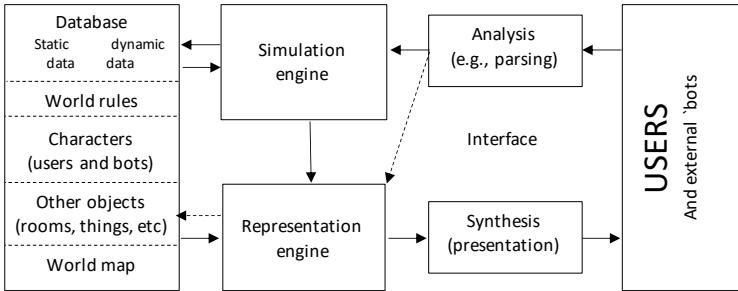 Database
Static dynamic
data data
World rules
Characters
(users and bots)
Other objects
(rooms, things, etc)
World map
Simulation
engine
Representation
engine
Analysis
(e.g., parsing)
Interface
Synthesis
(presentation)
USERS
And external `bots